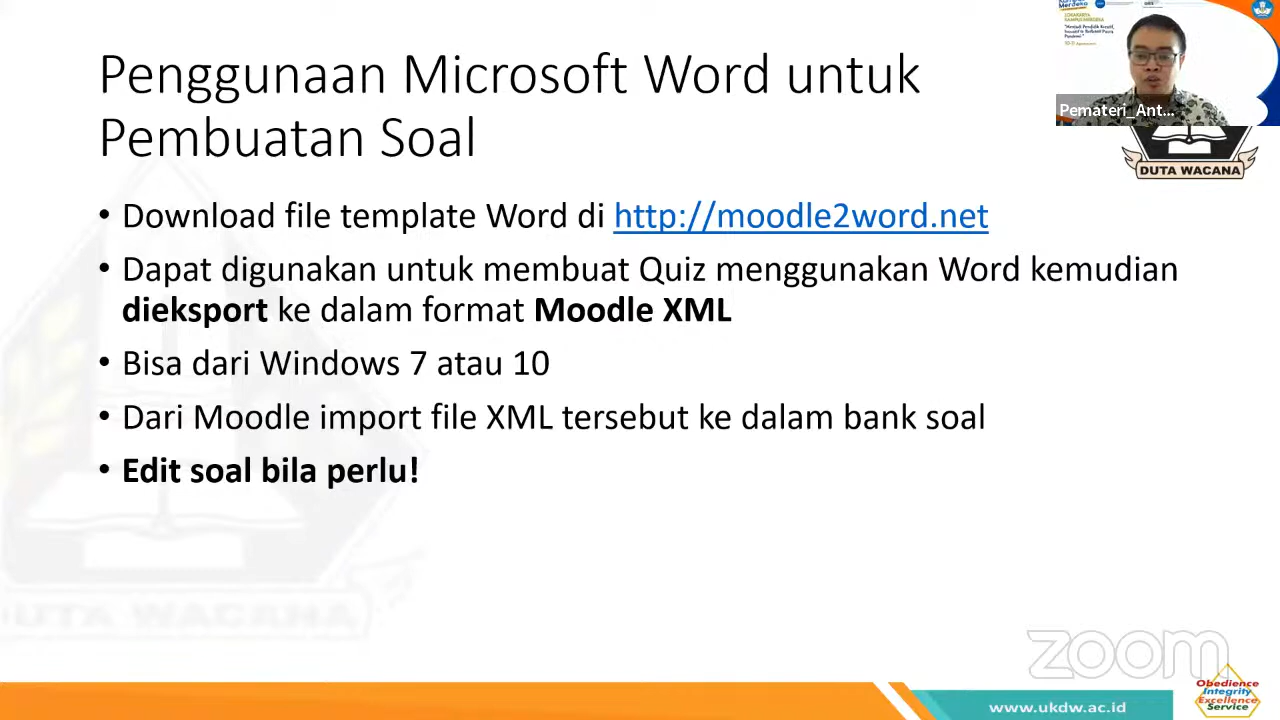 Penggunaan Microsoft Word untuk
Pembuatan Soal
• Download file template Word di http://moodle2word.net
• Dapat digunakan untuk membuat Quiz menggunakan Word kemudian
dieksport ke dalam format Moodle XML
• Bisa dari Windows 7 atau 10
• Dari Moodle import file XML tersebut ke dalam bank soal
• Edit soal bila perlu!
Pemateri_Ant...
DUTA WACANA
DUTA WACANA
zoom
www.ukdw.ac.id
Obedience
Integrity
Excellence
Service